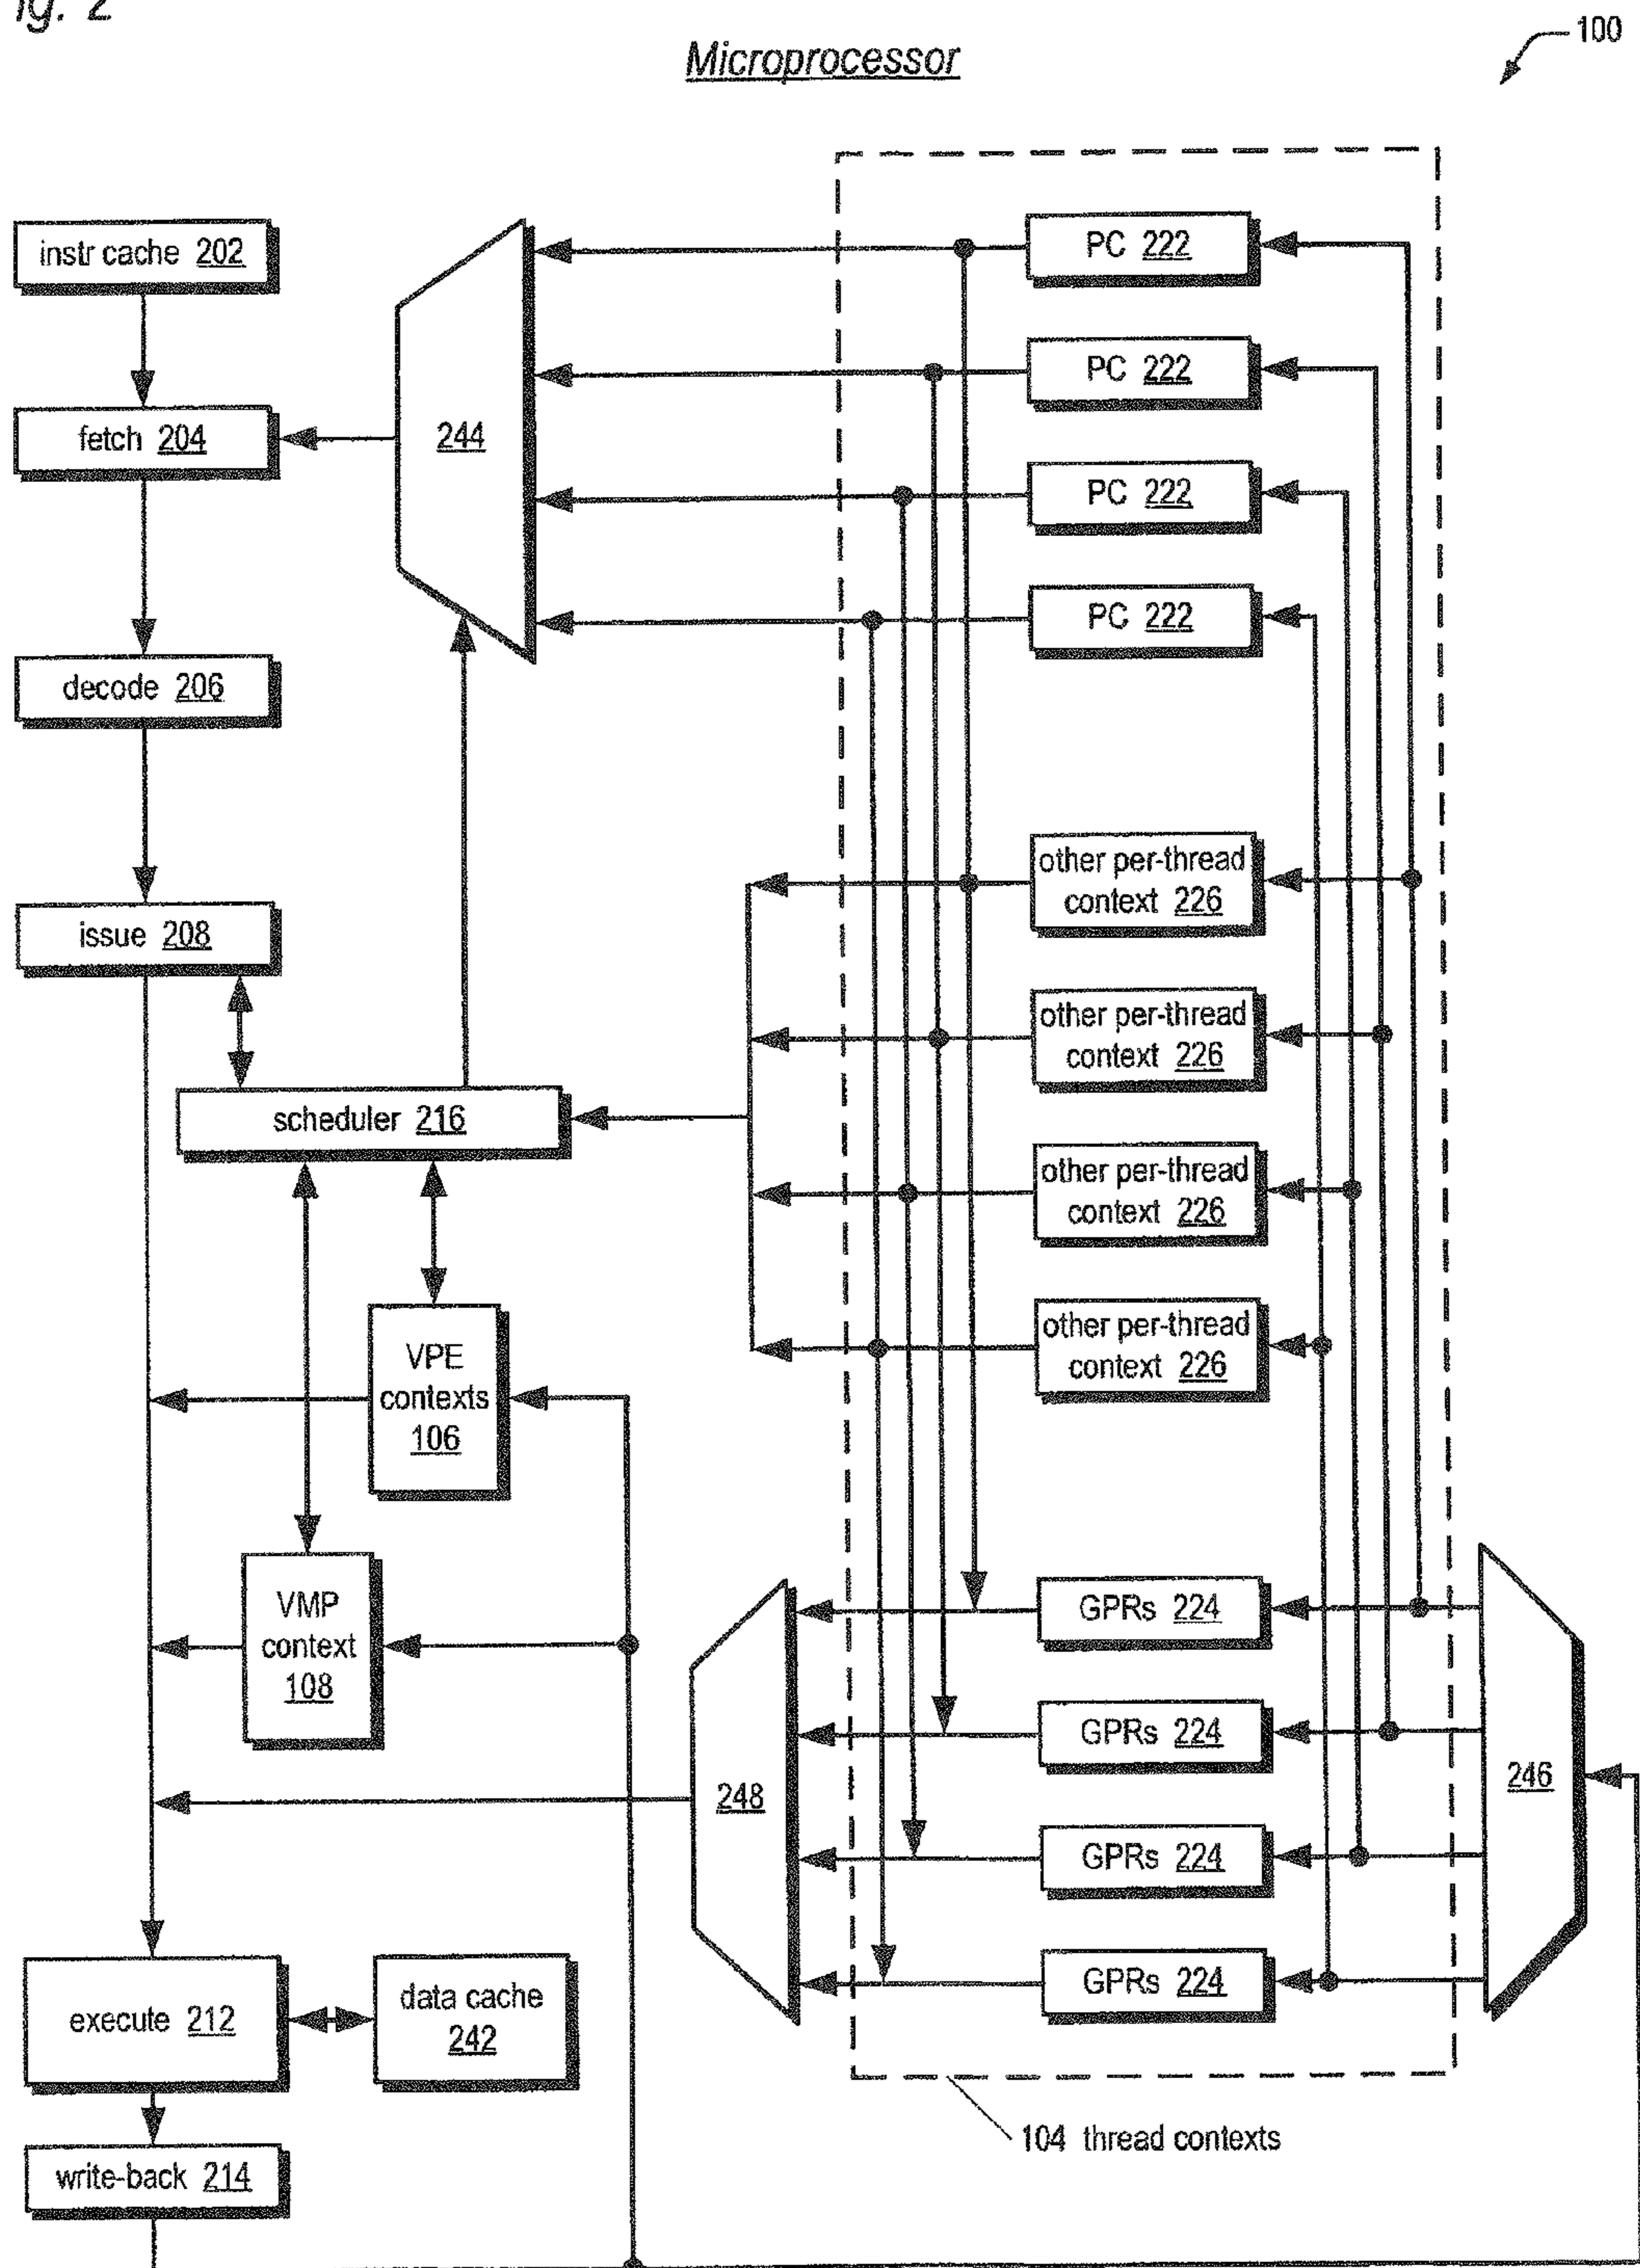 ig. 2
Microprocessor
100
instr cache 202
fetch 204
decode 206
issue 208
scheduler 216
VPE
contexts
106
VMP
context
108
execute 212
data cache
242
write-back 214
244
PC 222
PC 222
PC 222
PC 222
other per-thread
context 226
other per-thread
context 226
other per-thread
context 226
other per-thread
context 226
248
GPRs 224
GPRs 224
GPRs 224
GPRs 224
246
104 thread contexts